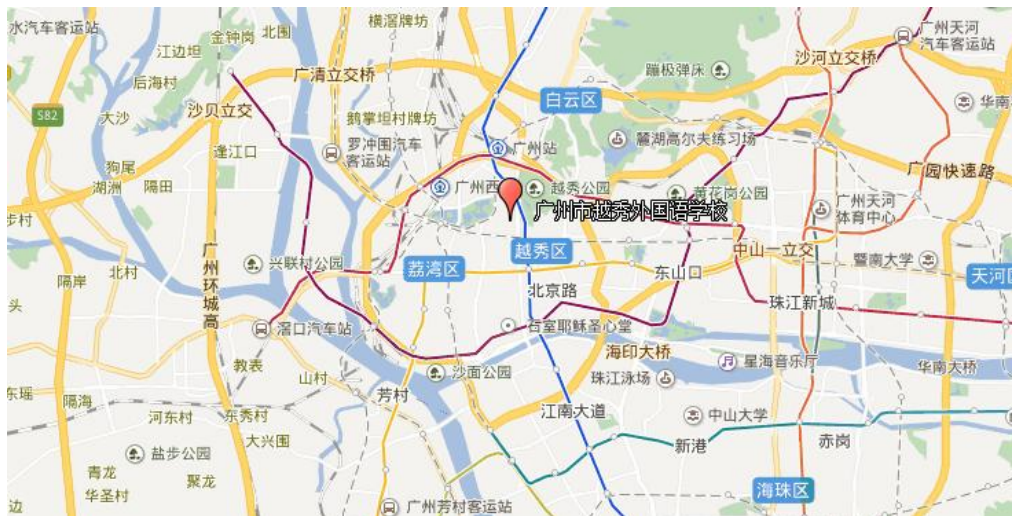 水汽车客运站
金钟岗
北围
横滘牌坊
江边坦
后海村
广清立交桥
S82
大沙
沙贝立交
鹅掌坦村牌坊
白云区
蹦极弹床
沙河立交桥
广州天河
汽车客运站
华南
逢江口
罗冲围汽车
客运站
广州站
麓湖高尔夫练习场
狗尾
湖洲
隔田
广州西
越秀公园
黄花岗公园
广园快速路
步村
广州市越秀外国语学校
广州天河
体育中心
广州环城高
兴联村公园
荔湾区
越秀区
中山一立交
暨南大学
北村
隔岸
东山口
天河区
头
北京路
珠江新城
滘口汽车站
石室耶稣圣心堂
海印大桥
教表
山村
沙面公园
星海音乐厅
华南大桥
珠江泳场
东瑶
隔海
芳村
河东村
东秀村
江南大道
中山大学
大兴围
新港
赤岗
盐步公园
青龙
聚龙
华圣村
海珠区
边
广州芳村客运站